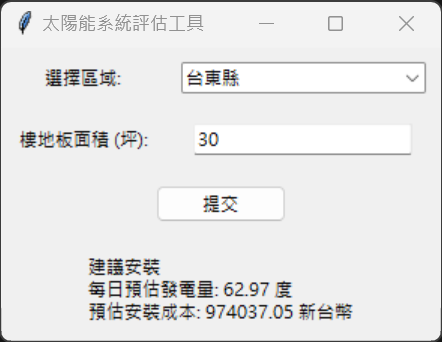 太陽能系統評估工具
選擇區域: 台東縣
樓地板面積 (坪): 30
提交
建議安裝
每日預估發電量: 62.97 度
預估安裝成本: 974037.05 新台幣